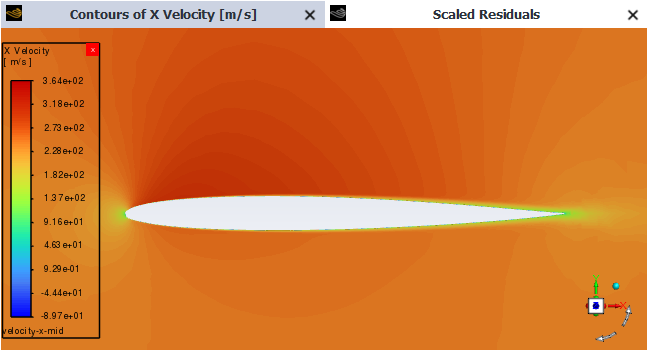 Contours of X Velocity [m/s]
Scaled Residuals
X Velocity
[ m/s ]
3.64e+02
3.18e+02
2.73e+02
2.28e+02
1.82e+02
1.37e+02
9.16e+01
4.63e+01
9.29e-01
-4.44e+01
-8.97e+01
velocity-x-mid
X